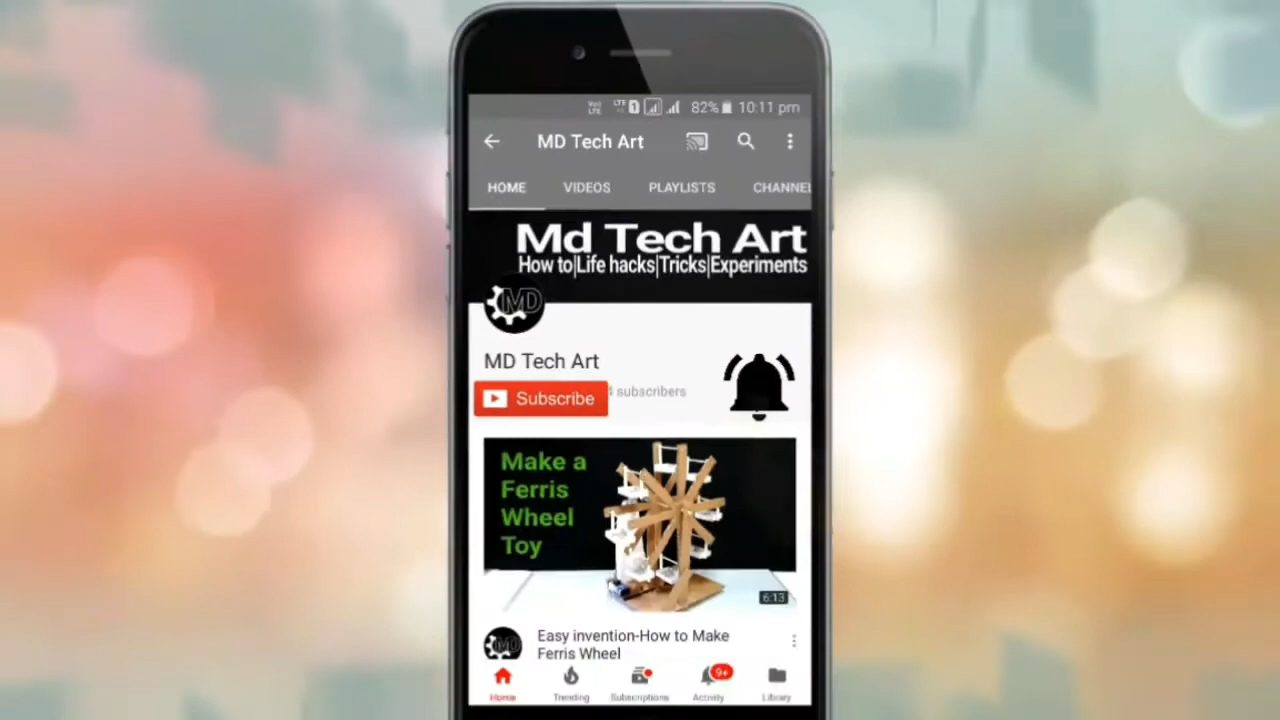 82% 10:11 pm
MD Tech Art
HOME VIDEOS PLAYLISTS CHANNEL
Md Tech Art
How to|Life hacks|Tricks|Experiments
MD
MD Tech Art
Subscribe
subscribers
Make a
Ferris
Wheel
Toy
6:13
MD
Easy invention-How to Make
Ferris Wheel
9+
Home Trending Subscriptions Activity Library